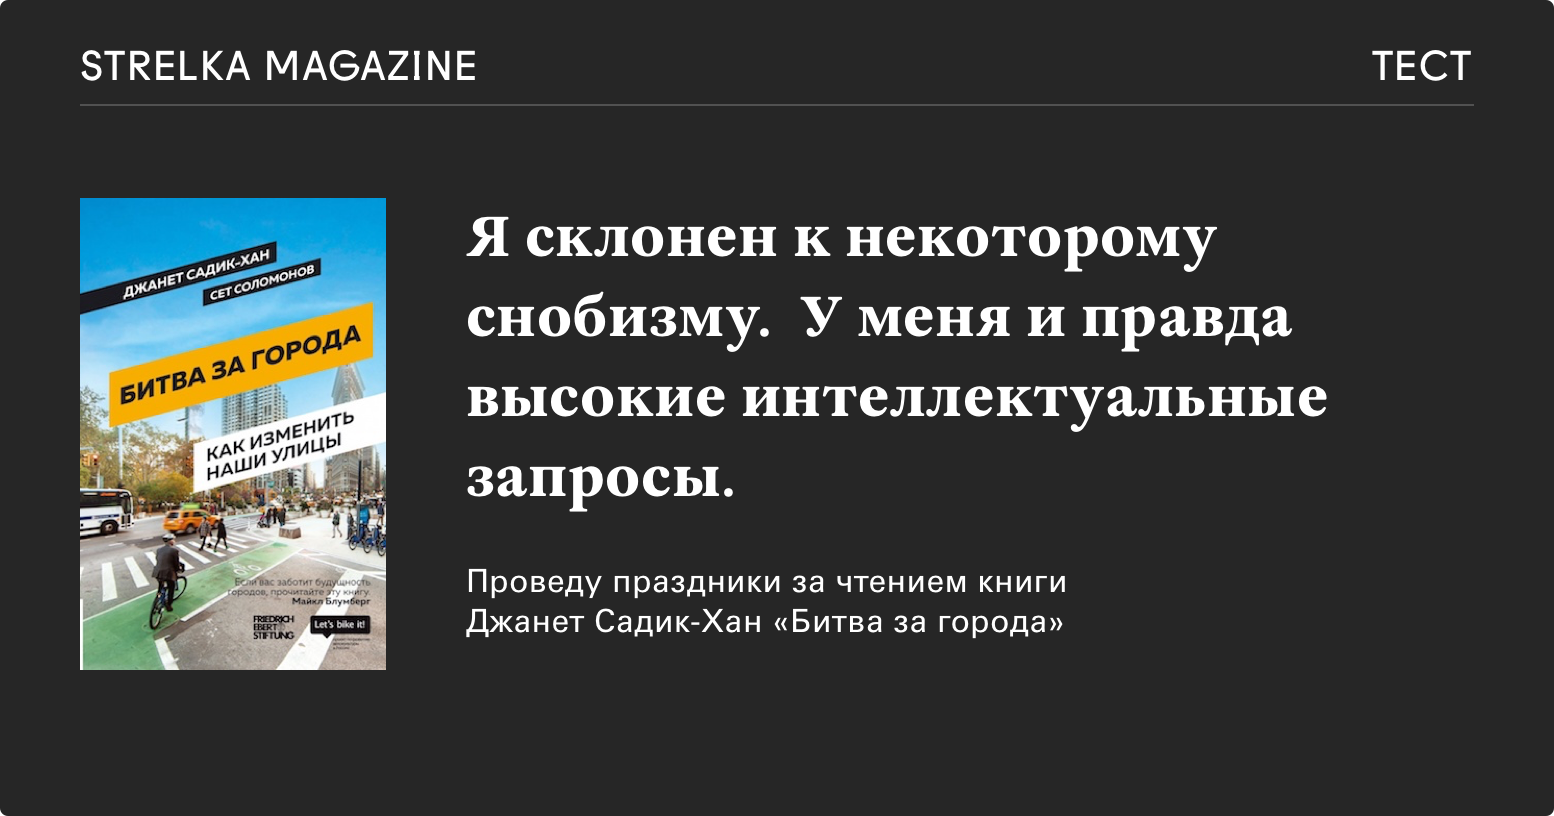 STRELKA MAGAZINE
ТЕСТ
ДЖАНЕТ САДИК-ХАН
СЕТ СОЛОМОНОВ
БИТВА ЗА ГОРОДА
КАК ИЗМЕНИТЬ
НАШИ УЛИЦЫ
Если вас заботит будущность
городов, прочитайте эту книгу.
Майкл Блумберг
FRIEDRICH
EBERT
STIFTUNG
Let's bike it!
Я склонен к некоторому
снобизму. У меня и правда
высокие интеллектуальные
запросы.
Проведу праздники за чтением книги
Джанет Садик-Хан «Битва за города»